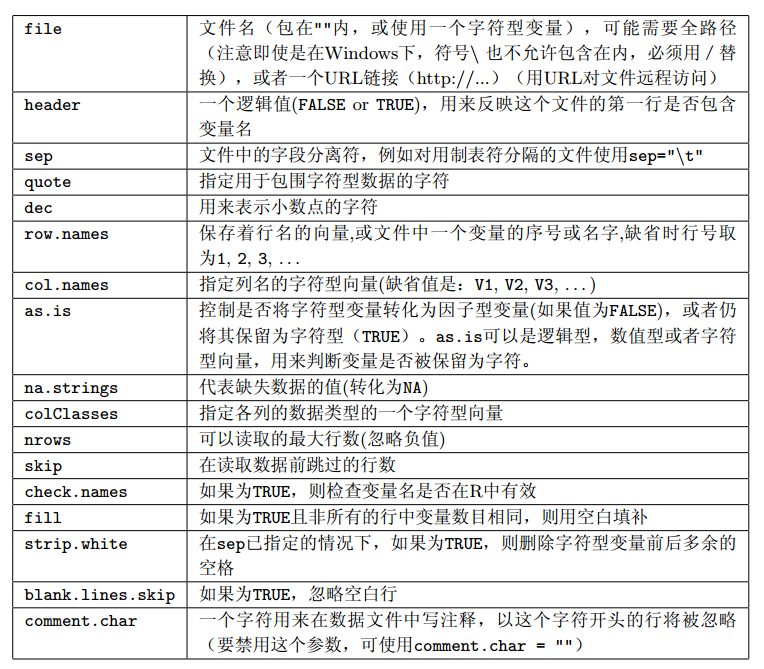 file 文件名（包在""内，或使用一个字符型变量），可能需要全路径
（注意即使是在Windows下，符号\ 也不允许包含在内，必须用 / 替
换），或者一个URL链接（http://...）（用URL对文件远程访问）
header 一个逻辑值(FALSE or TRUE)，用来反映这个文件的第一行是否包含
变量名
sep 文件中的字段分离符，例如对用制表符分隔的文件使用sep="\t"
quote 指定用于包围字符型数据的字符
dec 用来表示小数点的字符
row.names 保存着行名的向量,或文件中一个变量的序号或名字,缺省时行号取
为1, 2, 3, ...
col.names 指定列名的字符型向量(缺省值是：V1, V2, V3, ...)
as.is 控制是否将字符型变量转化为因子型变量(如果值为FALSE)，或者仍
将其保留为字符型（TRUE）。as.is可以是逻辑型，数值型或者字符
型向量，用来判断变量是否被保留为字符。
na.strings 代表缺失数据的值(转化为NA)
colClasses 指定各列的数据类型的一个字符型向量
nrows 可以读取的最大行数(忽略负值)
skip 在读取数据前跳过的行数
check.names 如果为TRUE，则检查变量名是否在R中有效
fill 如果为TRUE且非所有的行中变量数目相同，则用空白填补
strip.white 在sep已指定的情况下，如果为TRUE，则删除字符型变量前后多余的
空格
blank.lines.skip 如果为TRUE，忽略空白行
comment.char 一个字符用来在数据文件中写注释，以这个字符开头的行将被忽略
（要禁用这个参数，可使用comment.char = ""）